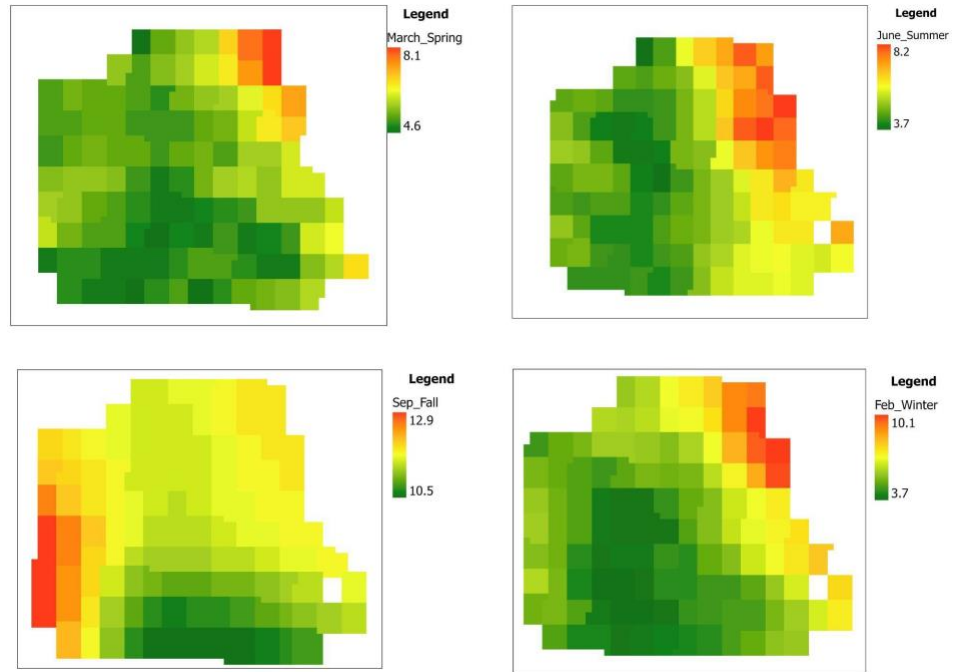 Legend
March_Spring
8.1
4.6
Legend
June_Summer
8.2
3.7
Legend
Sep_Fall
12.9
10.5
Legend
Feb_Winter
10.1
3.7